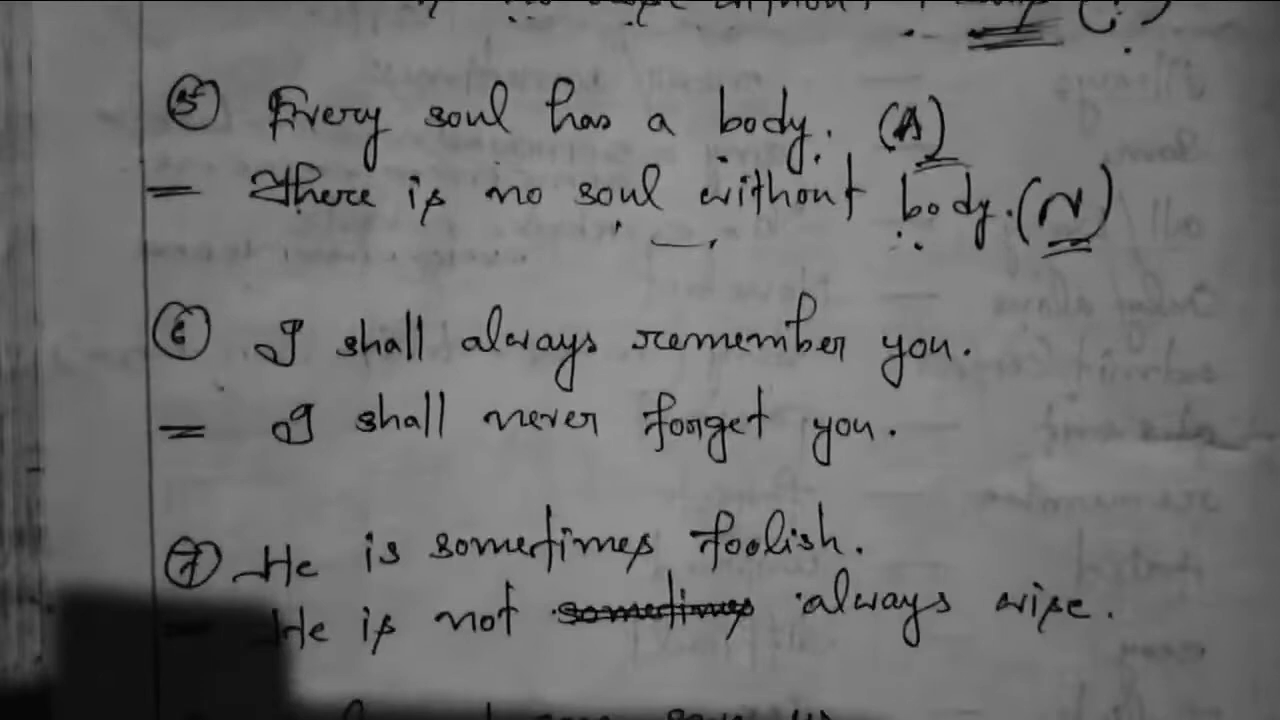 without
⑤ Every soul has a body. (A)
= There is no soul without body. (N)
⑥ I shall always remember you.
= I shall never forget you.
⑦ He is sometimes foolish.
He is not sometimes always wise.